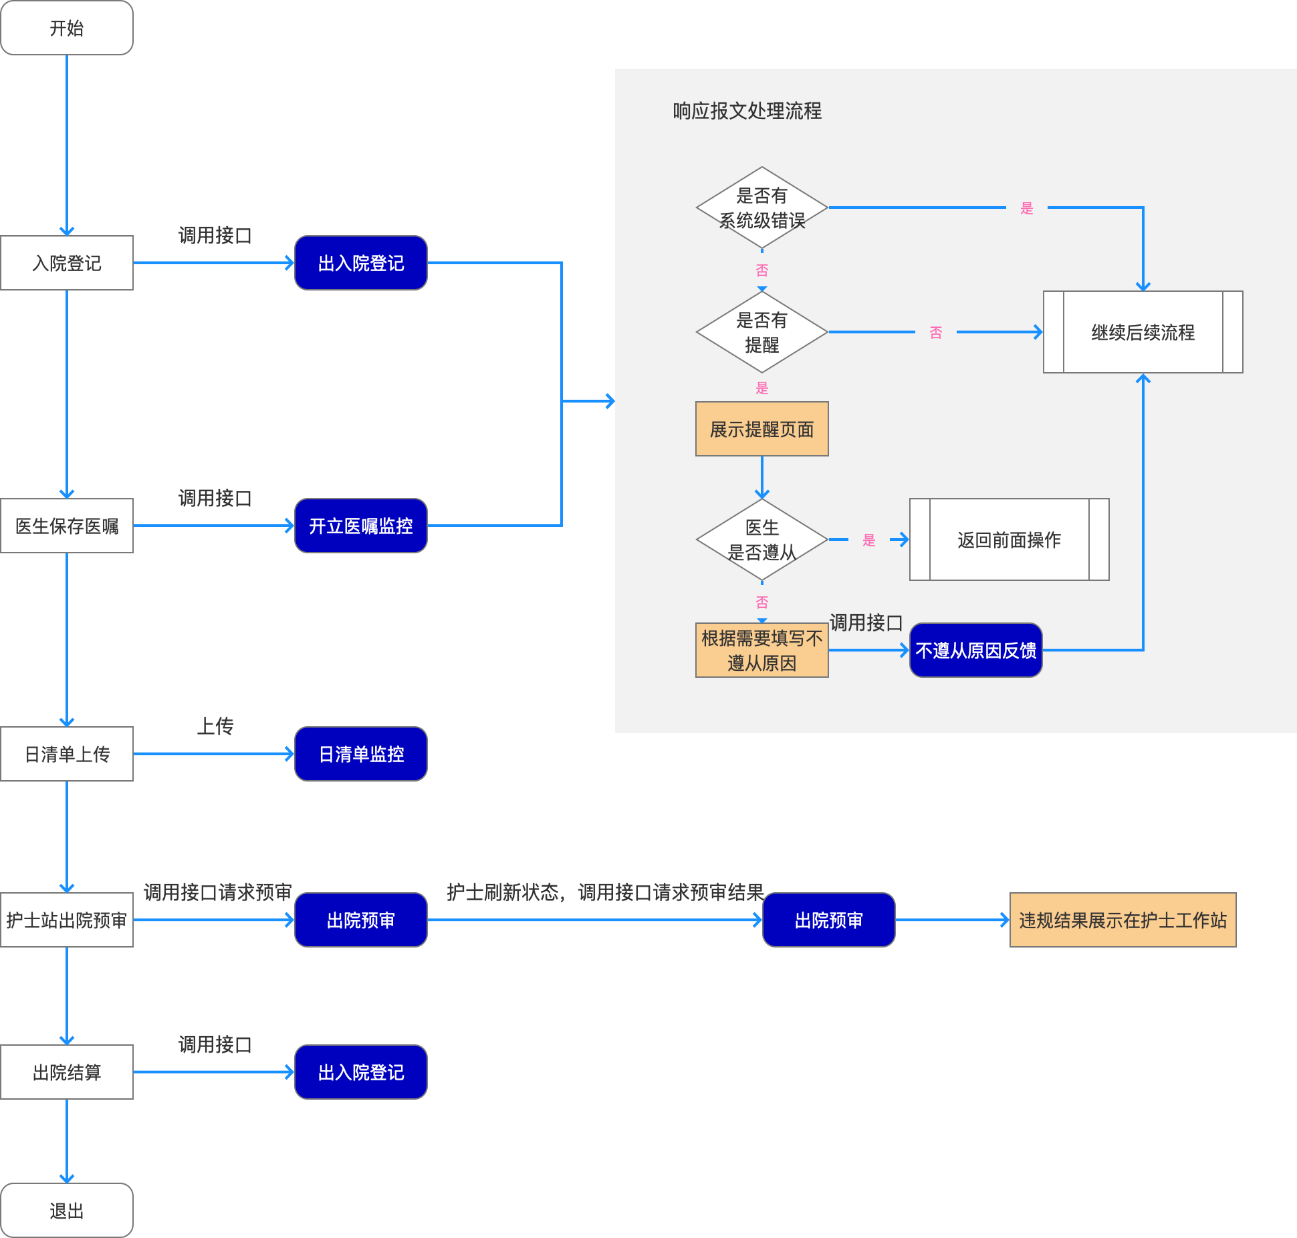 开始
响应报文处理流程
是否有
系统级错误
是
调用接口
入院登记
出入院登记
否
是否有
提醒
否
继续后续流程
是
展示提醒页面
调用接口
医生保存医嘱
开立医嘱监控
医生
是否遵从
是
返回前面操作
否
调用接口
根据需要填写不
遵从原因
不遵从原因反馈
上传
日清单上传
日清单监控
调用接口请求预审
护士刷新状态，调用接口请求预审结果
护士站出院预审
出院预审
出院预审
违规结果展示在护士工作站
调用接口
出院结算
出入院登记
退出